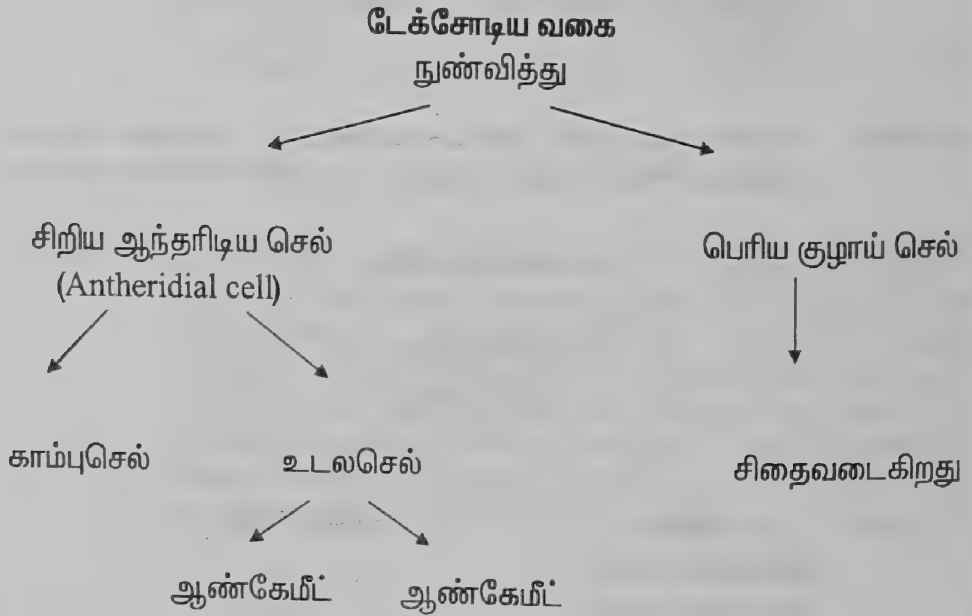 டேக்சோடிய வகை
நுண்வித்து
சிறிய ஆந்தரிடிய செல்
(Antheridial cell)
பெரிய குழாய் செல்
காம்புசெல்
உடலசெல்
சிதைவடைகிறது
ஆண்கேமீட்
ஆண்கேமீட்